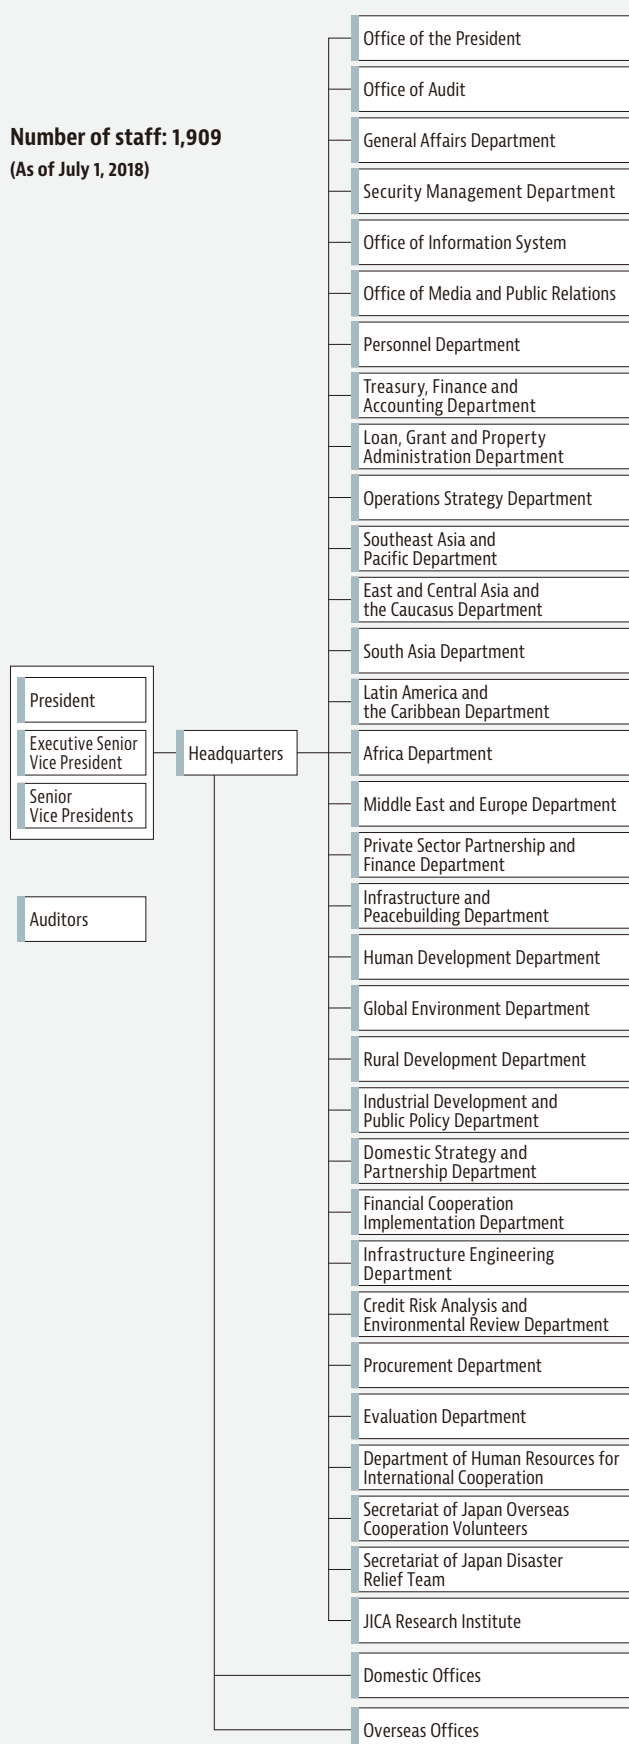 Number of staff: 1,909
(As of July 1, 2018)
President
Executive Senior
Vice President
Senior
Vice Presidents
Auditors
Headquarters
Office of the President
Office of Audit
General Affairs Department
Security Management Department
Office of Information System
Office of Media and Public Relations
Personnel Department
Treasury, Finance and
Accounting Department
Loan, Grant and Property
Administration Department
Operations Strategy Department
Southeast Asia and
Pacific Department
East and Central Asia and
the Caucasus Department
South Asia Department
Latin America and
the Caribbean Department
Africa Department
Middle East and Europe Department
Private Sector Partnership and
Finance Department
Infrastructure and
Peacebuilding Department
Human Development Department
Global Environment Department
Rural Development Department
Industrial Development and
Public Policy Department
Domestic Strategy and
Partnership Department
Financial Cooperation
Implementation Department
Infrastructure Engineering
Department
Credit Risk Analysis and
Environmental Review Department
Procurement Department
Evaluation Department
Department of Human Resources for
International Cooperation
Secretariat of Japan Overseas
Cooperation Volunteers
Secretariat of Japan Disaster
Relief Team
JICA Research Institute
Domestic Offices
Overseas Offices